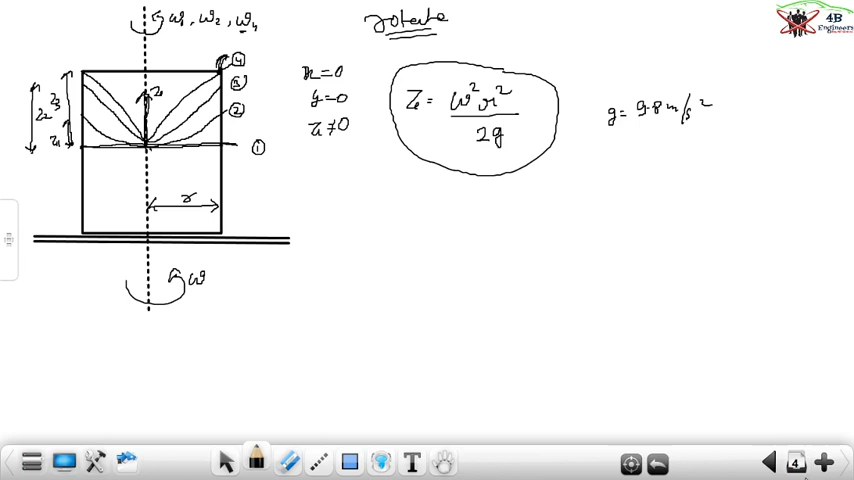 ω, ω2, ω4
rotate
4B
Engineers
④
③
②
①
z3
z2
z1
z
r
ω
x=0
y=0
z≠0
z = ω²r²
2g
g= 9.8 m/s²
T
4